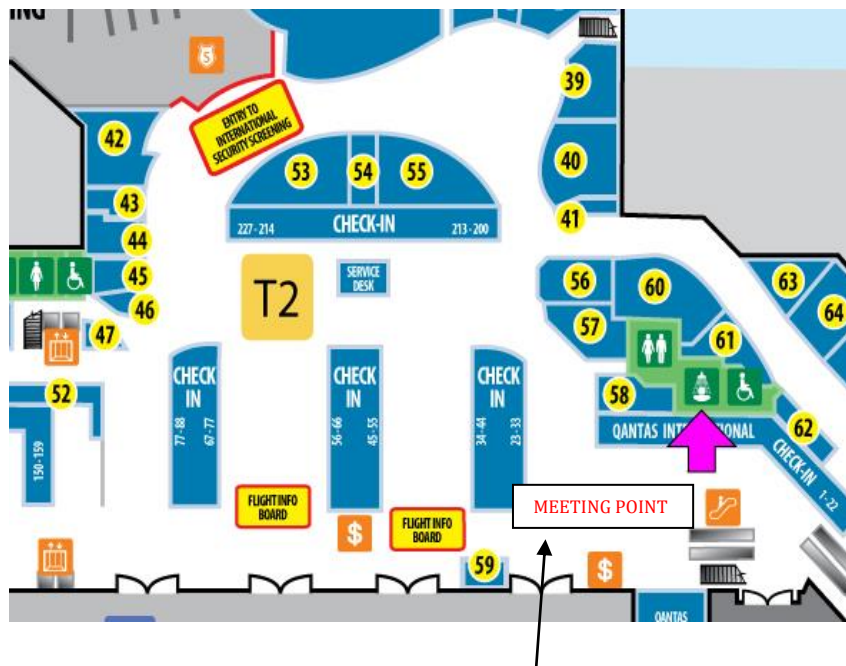 ING
S
39
ENTRY TO
INTERNATIONAL
SECURITY SCREENING
42
40
53
54
55
43
41
227 - 214
CHECK-IN
213 - 200
44
45
46
47
T2
SERVICE
DESK
56
60
63
57
61
64
52
CHECK
IN
77 - 88
67 - 77
CHECK
IN
56 - 66
45 - 55
CHECK
IN
34 - 44
23 - 33
58
62
QANTAS INT
IONAL
CHECK-IN
1 - 22
150 - 159
FLIGHT INFO
BOARD
$
FLIGHT INFO
BOARD
MEETING POINT
59
$
QANTAS